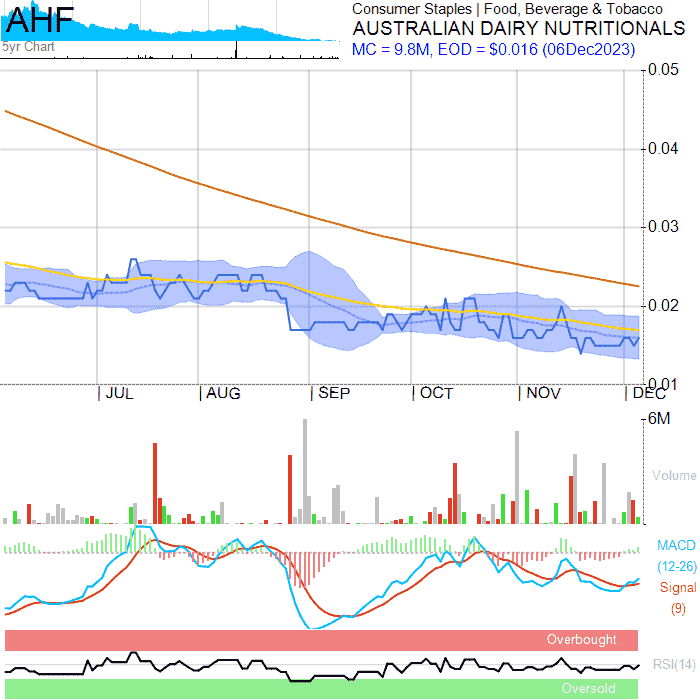 AHF
5yr Chart
Consumer Staples | Food, Beverage & Tobacco
AUSTRALIAN DAIRY NUTRITIONALS
MC = 9.8M, EOD = $0.016 (06Dec2023)
0.05
0.04
0.03
0.02
0.01
JUL AUG SEP OCT NOV DEC
6M
Volume
MACD
(12-26)
Signal
(9)
Overbought
RSI(14)
Oversold